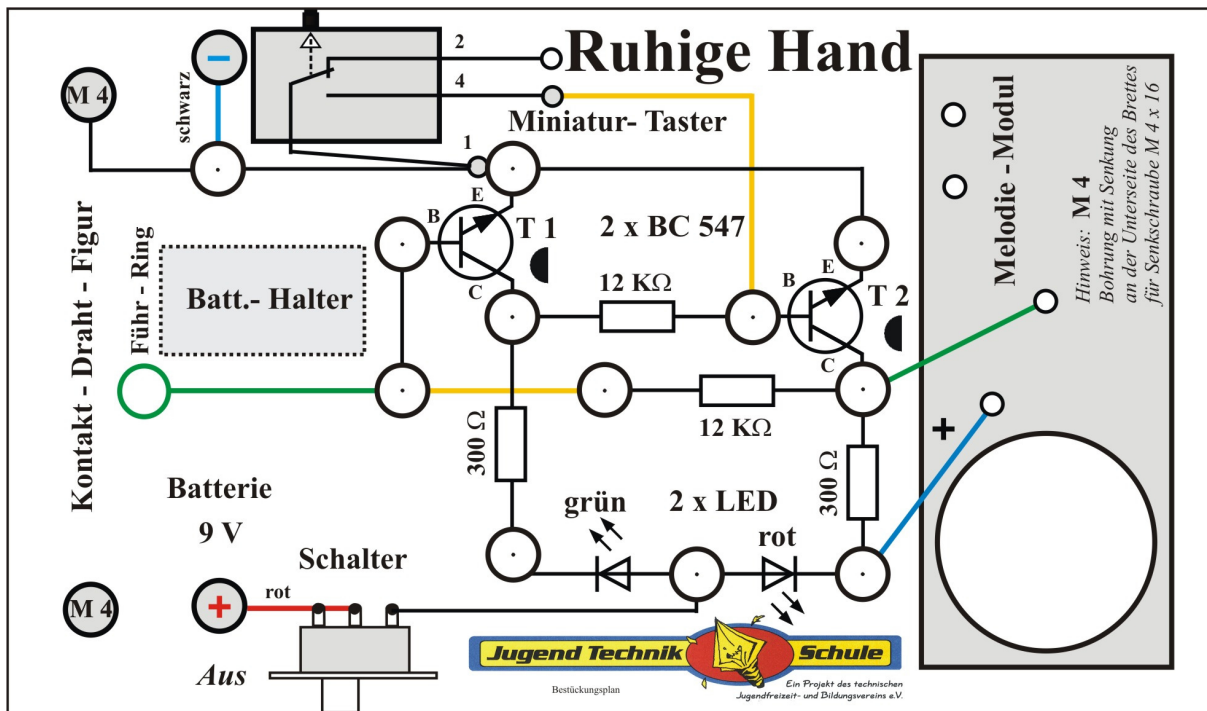 Ruhige Hand
2
4
1
Miniatur- Taster
M 4
–
schwarz
Kontakt - Draht - Figur
Führ - Ring
Batt.- Halter
B
E
C
T 1
2 x BC 547
12 KΩ
B
E
C
T 2
12 KΩ
300 Ω
300 Ω
grün
2 x LED
rot
Batterie
9 V
Schalter
M 4
+
rot
Aus
Melodie - Modul
+
Hinweis: M 4
Bohrung mit Senkung
an der Unterseite des Brettes
für Senkschraube M 4 x 16
Jugend Technik Schule
Ein Projekt des technischen
Jugendfreizeit- und Bildungsvereins e.V.
Bestückungsplan